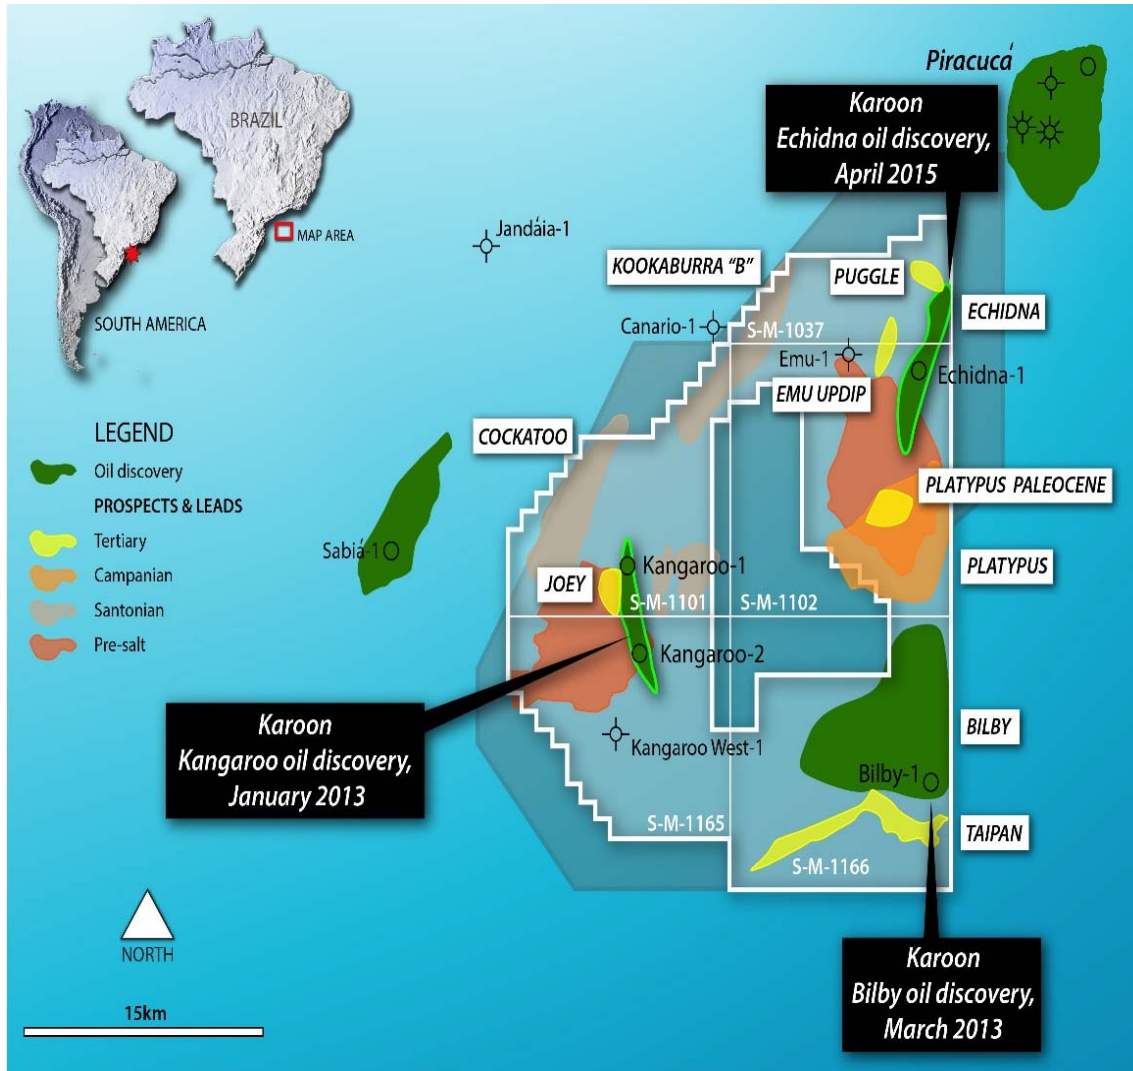 BRAZIL
MAP AREA
SOUTH AMERICA
Piracucá
Karoon
Echidna oil discovery,
April 2015
Jandáia-1
KOOKABURRA "B"
PUGGLE
ECHIDNA
Canario-1
S-M-1037
Emu-1
Echidna-1
EMU UPDIP
COCKATOO
LEGEND
Oil discovery
PROSPECTS & LEADS
Tertiary
Campanian
Santonian
Pre-salt
Sabiá-1
PLATYPUS PALEOCENE
PLATYPUS
JOEY
Kangaroo-1
S-M-1101
S-M-1102
Kangaroo-2
Karoon
Kangaroo oil discovery,
January 2013
Kangaroo West-1
BILBY
Bilby-1
S-M-1165
TAIPAN
S-M-1166
Karoon
Bilby oil discovery,
March 2013
NORTH
15km